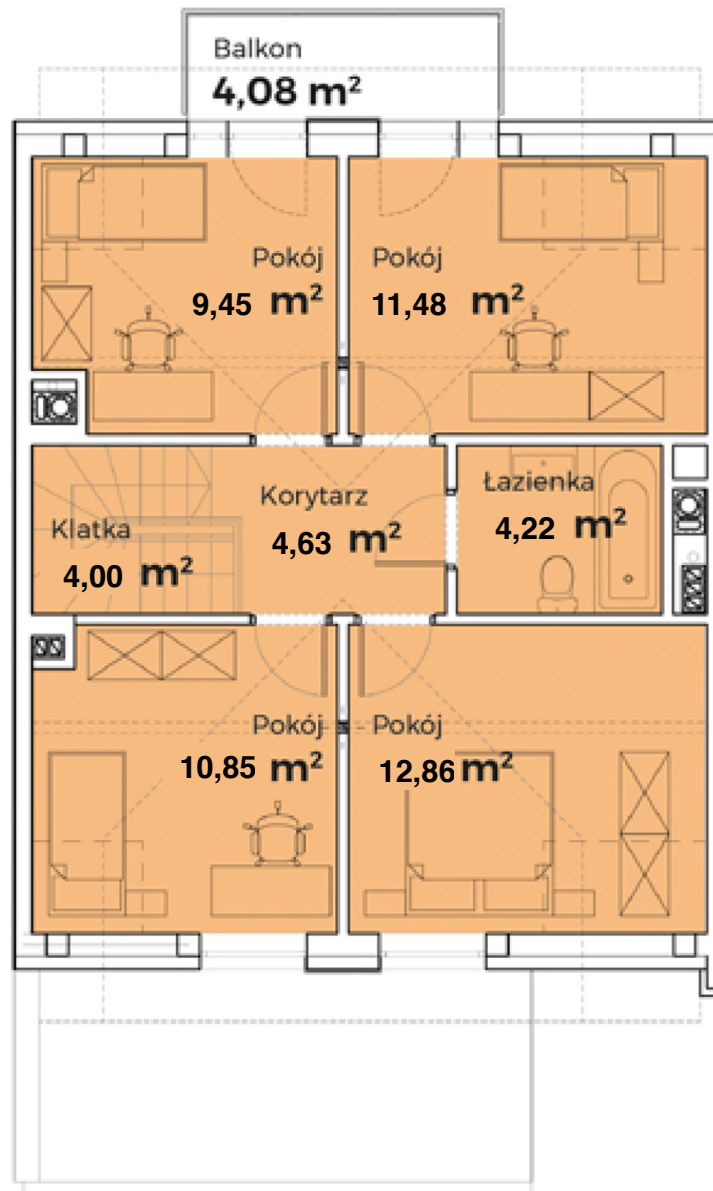 Balkon
4,08 m²
Pokój
9,45 m²
Pokój
11,48 m²
Klatka
4,00 m²
Korytarz
4,63 m²
Łazienka
4,22 m²
Pokój
10,85 m²
Pokój
12,86 m²